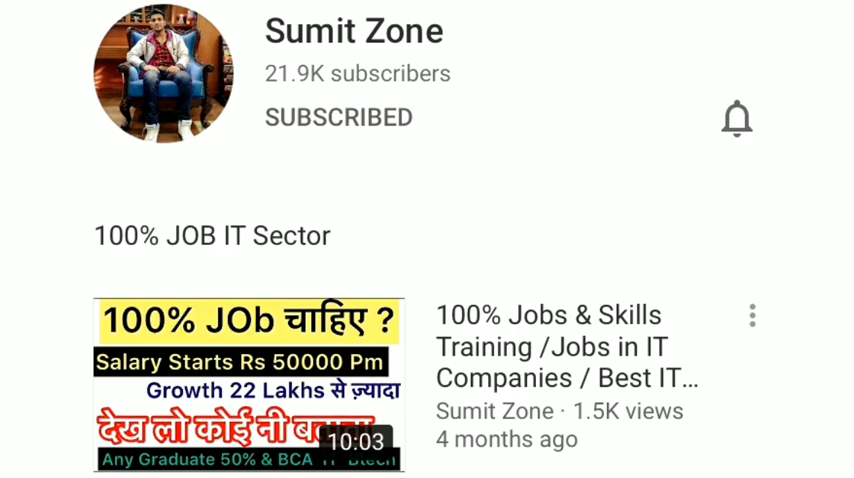 Sumit Zone
21.9K subscribers
SUBSCRIBED
100% JOB IT Sector
100% JOb चाहिए ?
Salary Starts Rs 50000 Pm
Growth 22 Lakhs से ज़्यादा
देख लो कोई नी
10:03
Any Graduate 50% & BCA IT Btech
100% Jobs & Skills
Training /Jobs in IT
Companies / Best IT...
Sumit Zone · 1.5K views
4 months ago